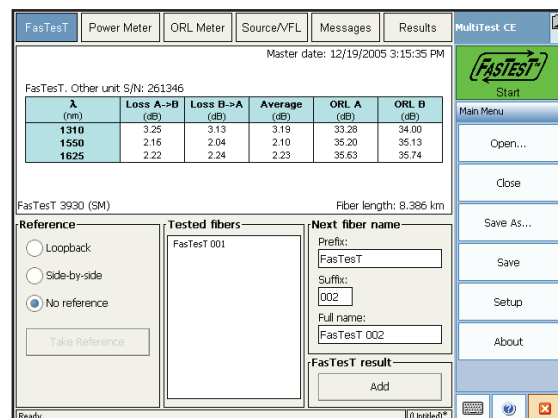 FasTesT Power Meter ORL Meter Source/VFL Messages Results MultiTest CE
Master date: 12/19/2005 3:15:35 PM
FasTesT. Other unit S/N: 261346
λ (nm) Loss A->B (dB) Loss B->A (dB) Average (dB) ORL A (dB) ORL B (dB)
1310 3.25 3.13 3.19 33.28 34.00
1550 2.16 2.04 2.10 35.20 35.13
1625 2.22 2.24 2.23 35.63 35.74
FasTesT 3930 (SM) Fiber length: 8.386 km
Reference
Loopback
Side-by-side
No reference
Take Reference
Tested fibers
FasTesT 001
Next fiber name
Prefix:
FasTesT
Suffix:
002
Full name:
FasTesT 002
FasTesT result
Add
Ready (Untitled)*
FASTEST™
Start
Main Menu
Open...
Close
Save As...
Save
Setup
About